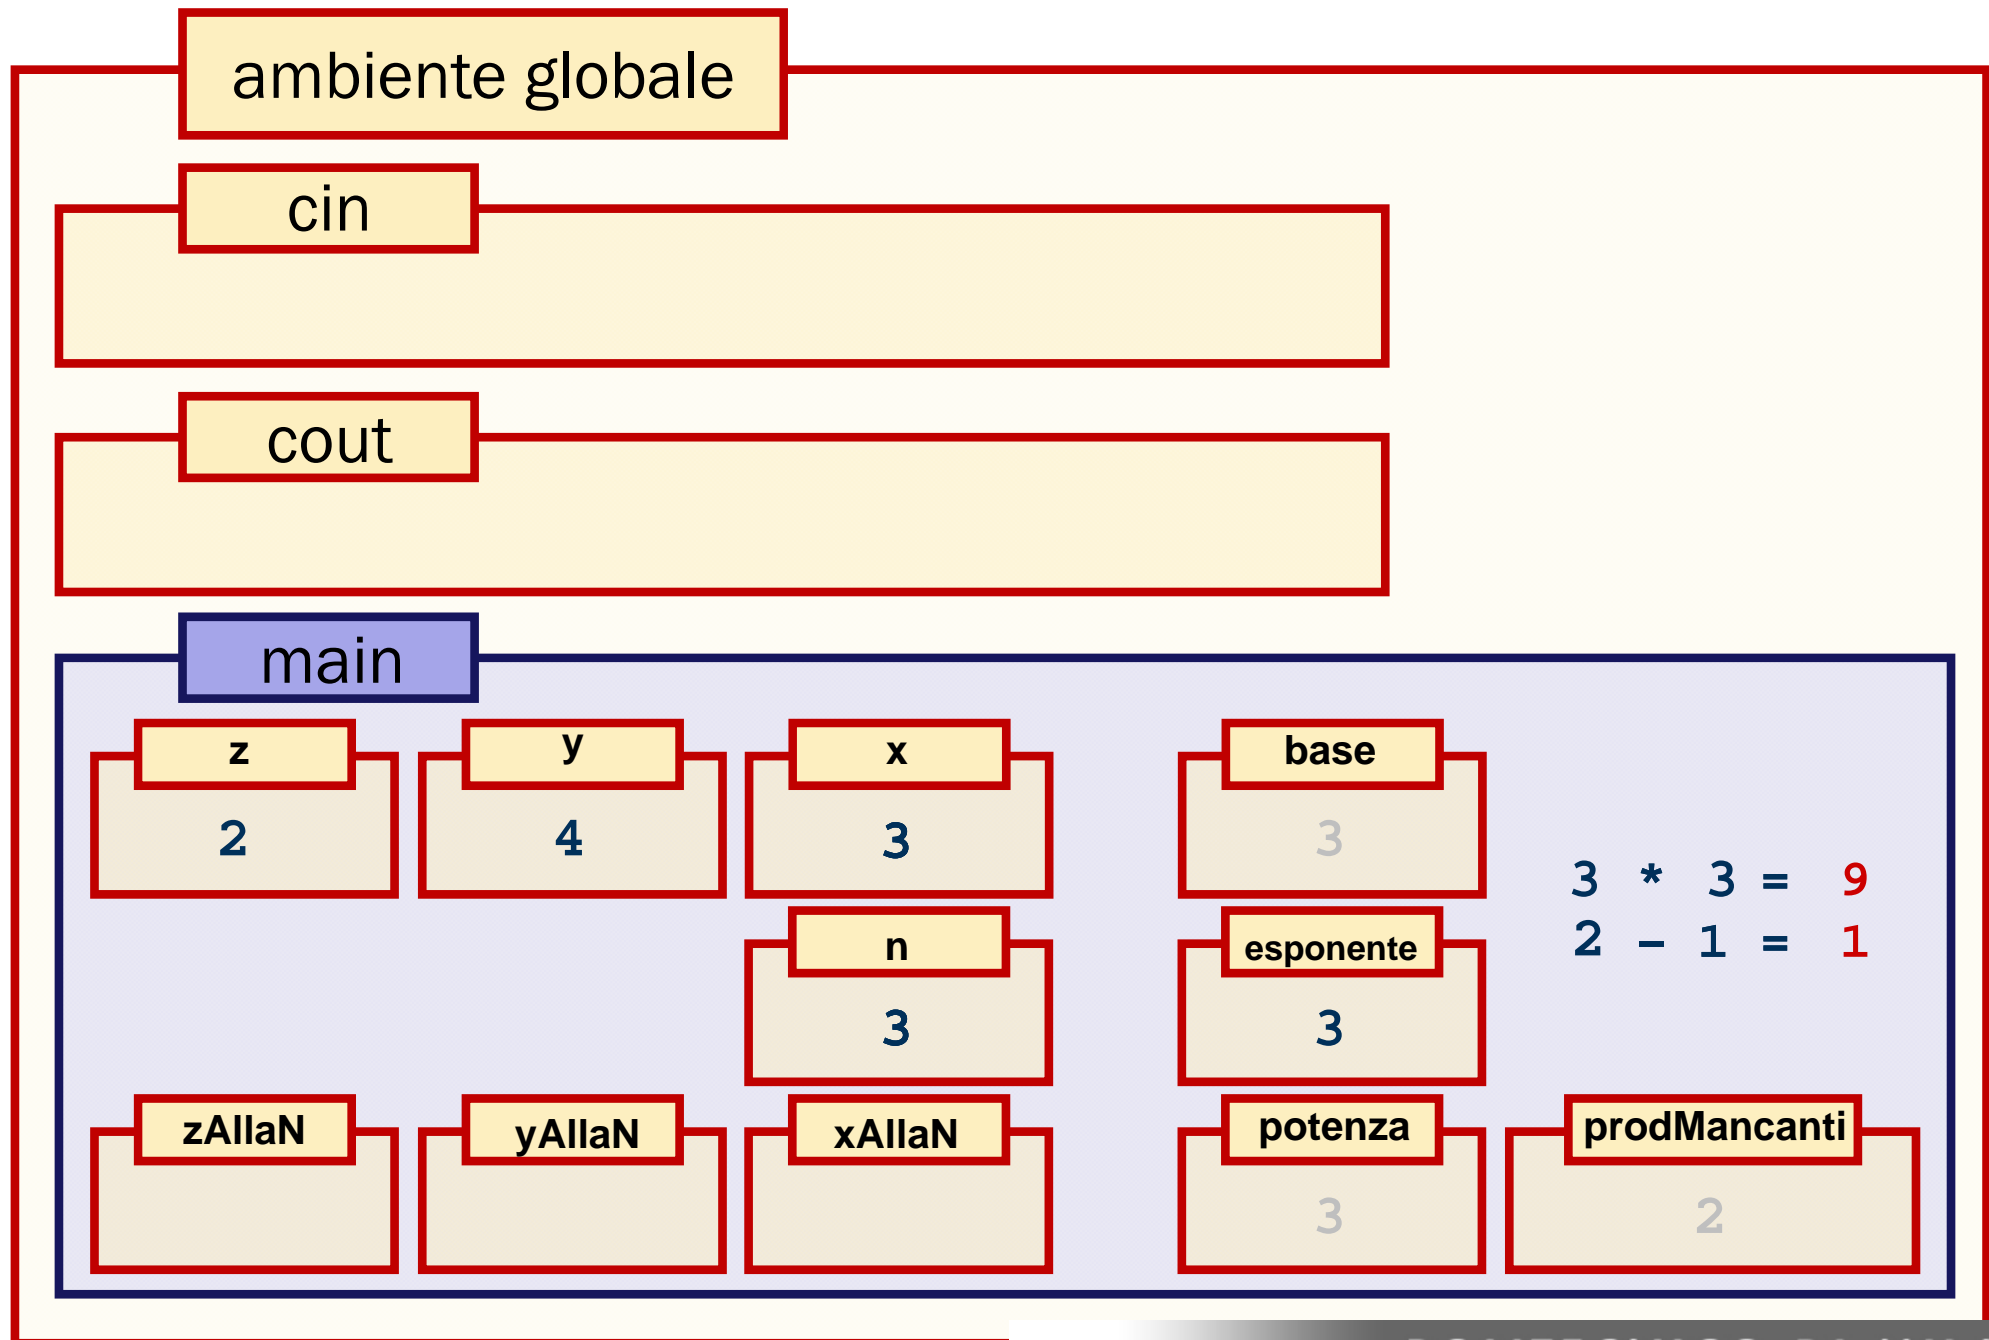 ambiente globale
cin
cout
main
z y x base
2 4 3 3
3 * 3 = 9
n esponente
2 - 1 = 1
3 3
zAllaN yAllaN xAllaN potenza prodMancanti
3 2